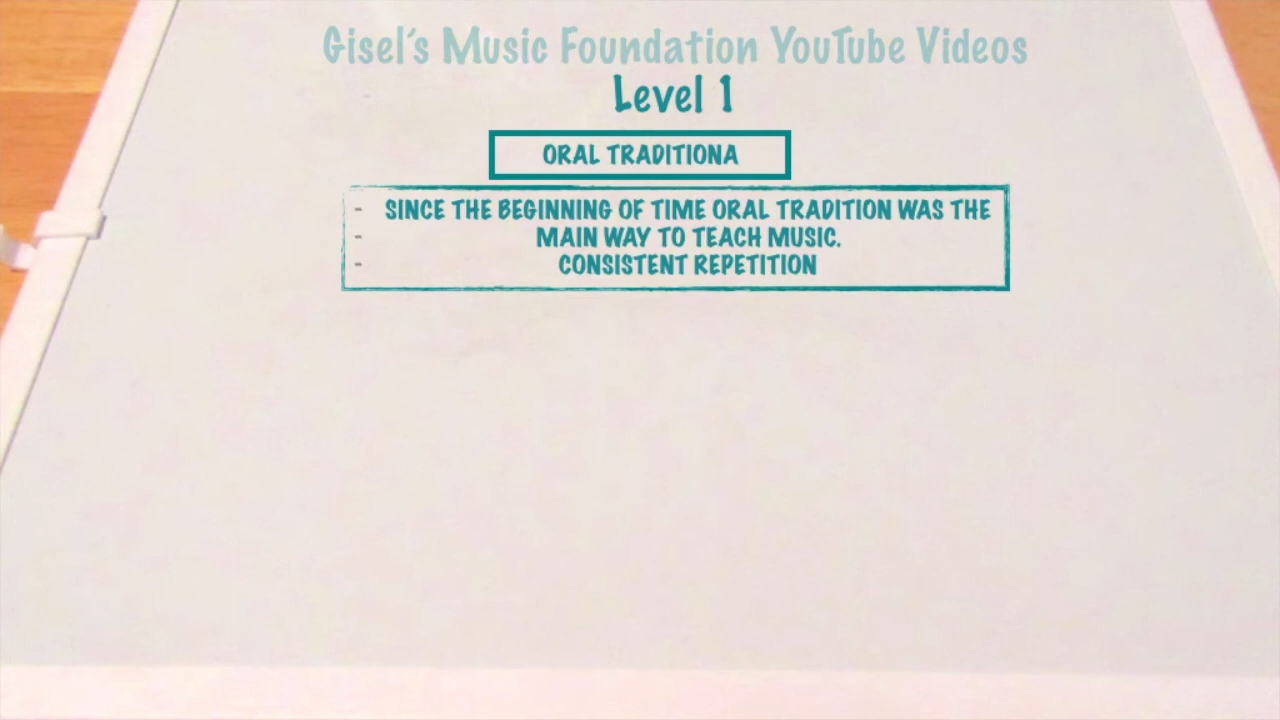 Gisel's Music Foundation YouTube Videos
Level 1
ORAL TRADITIONA
- SINCE THE BEGINNING OF TIME ORAL TRADITION WAS THE
- MAIN WAY TO TEACH MUSIC.
- CONSISTENT REPETITION